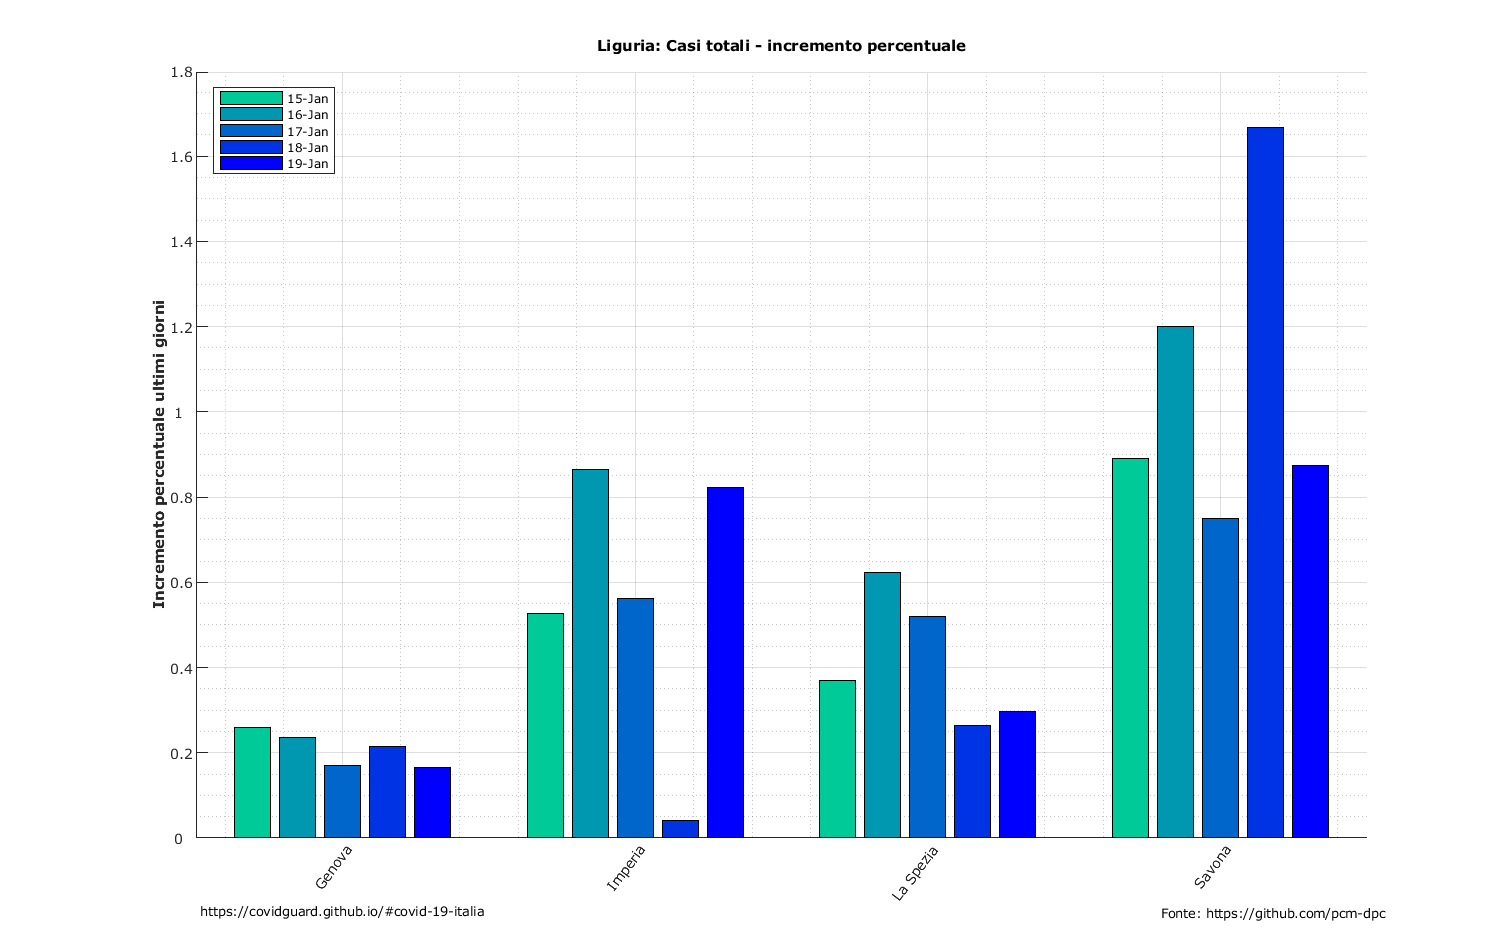 Liguria: Casi totali - incremento percentuale
1.8
1.6
1.4
1.2
1
0.8
0.6
0.4
0.2
0
Incremento percentuale ultimi giorni
15-Jan
16-Jan
17-Jan
18-Jan
19-Jan
Genova
Imperia
La Spezia
Savona
https://covidguard.github.io/#covid-19-italia
Fonte: https://github.com/pcm-dpc